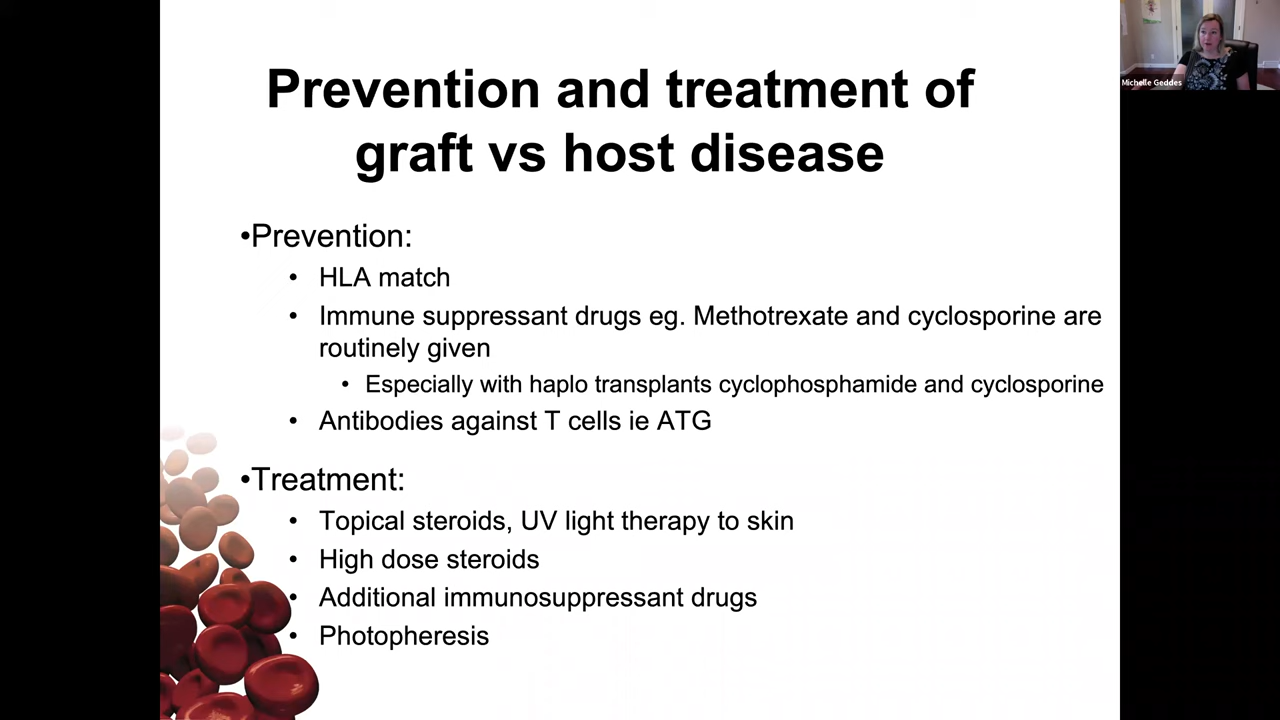 Prevention and treatment of
graft vs host disease
•Prevention:
• HLA match
• Immune suppressant drugs eg. Methotrexate and cyclosporine are
routinely given
• Especially with haplo transplants cyclophosphamide and cyclosporine
• Antibodies against T cells ie ATG
•Treatment:
• Topical steroids, UV light therapy to skin
• High dose steroids
• Additional immunosuppressant drugs
• Photopheresis
Michelle Geddes